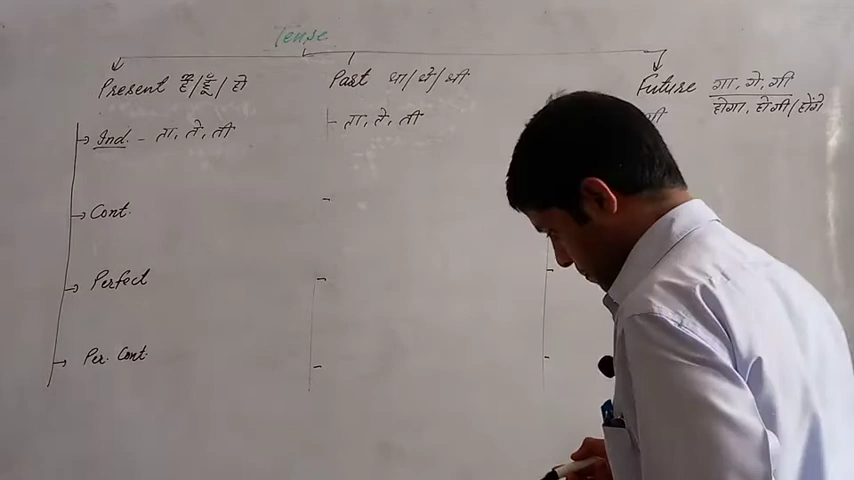 Tense
Present है/हूँ/हो
Past था/थे/थी
Future गा, गे, गी
होगा, होगी/होंगे
Ind. - ता, ते, ती
ता, ते, ती
Cont.
Perfect
Per. Cont.